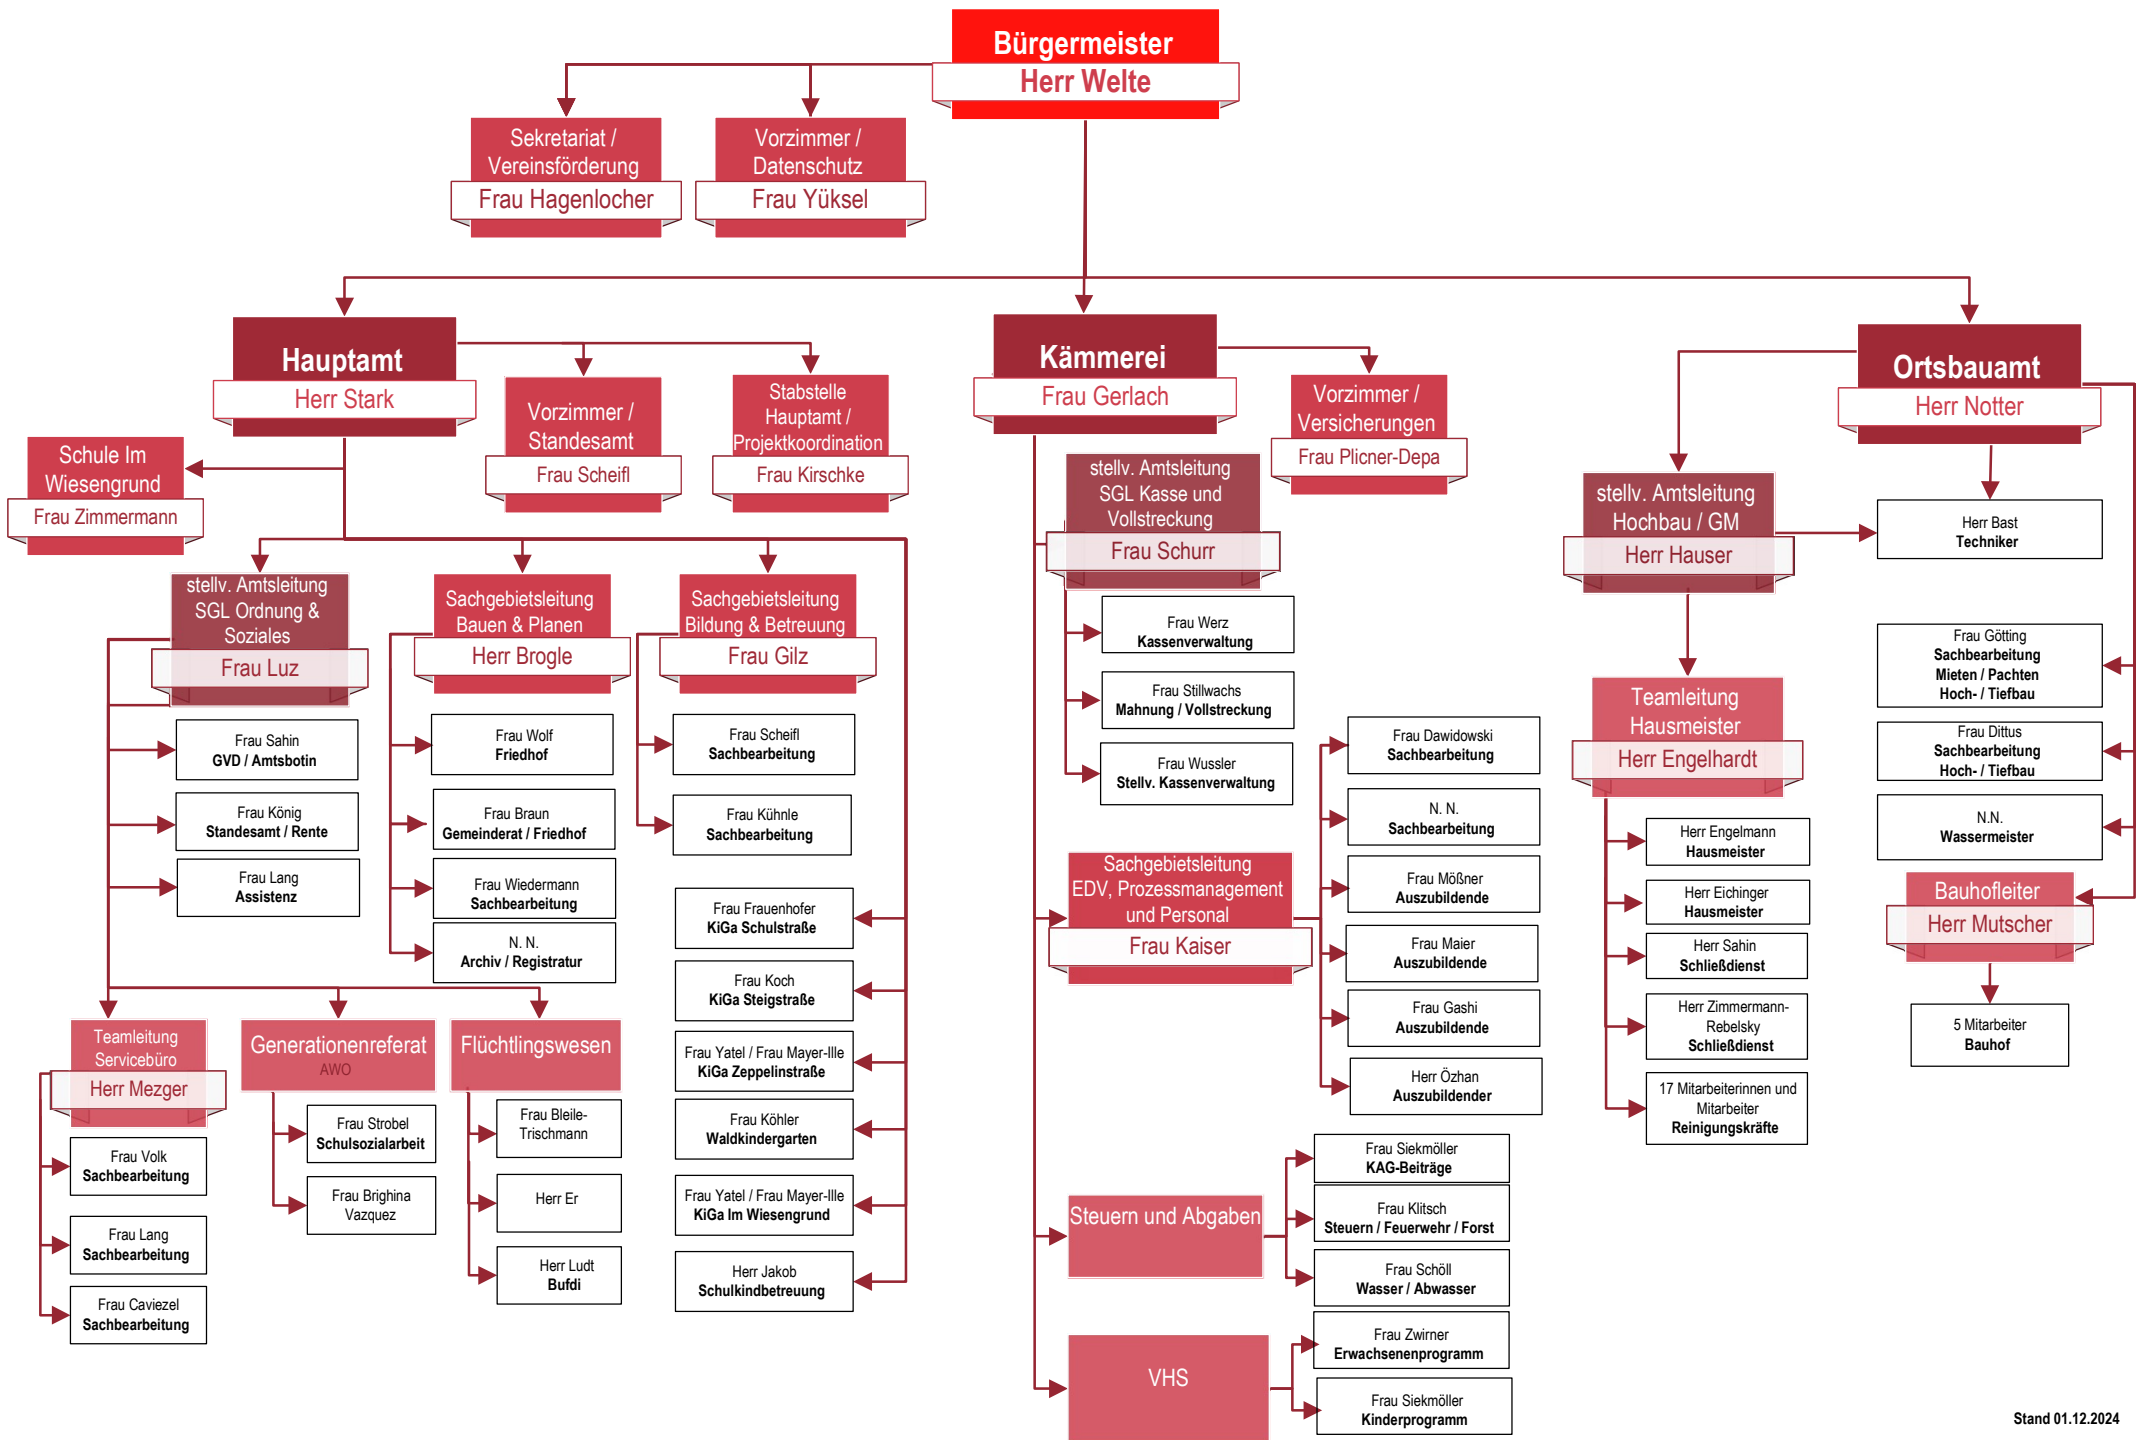 Bürgermeister
Herr Welte
Sekretariat /
Vereinsförderung
Frau Hagenlocher
Vorzimmer /
Datenschutz
Frau Yüksel
Hauptamt
Herr Stark
Vorzimmer /
Standesamt
Frau Scheifl
Stabstelle
Hauptamt /
Projektkoordination
Frau Kirschke
Schule Im
Wiesengrund
Frau Zimmermann
stellv. Amtsleitung
SGL Ordnung &
Soziales
Frau Luz
Frau Sahin
GVD / Amtsbotin
Frau König
Standesamt / Rente
Frau Lang
Assistenz
Teamleitung
Servicebüro
Herr Mezger
Frau Volk
Sachbearbeitung
Frau Lang
Sachbearbeitung
Frau Caviezel
Sachbearbeitung
Generationenreferat
AWO
Frau Strobel
Schulsozialarbeit
Frau Brighina
Vazquez
Flüchtlingswesen
Frau Bleile-
Trischmann
Herr Er
Herr Ludt
Bufdi
Sachgebietsleitung
Bauen & Planen
Herr Brogle
Frau Wolf
Friedhof
Frau Braun
Gemeinderat / Friedhof
Frau Wiedermann
Sachbearbeitung
N. N.
Archiv / Registratur
Sachgebietsleitung
Bildung & Betreuung
Frau Gilz
Frau Scheifl
Sachbearbeitung
Frau Kühnle
Sachbearbeitung
Frau Frauenhofer
KiGa Schulstraße
Frau Koch
KiGa Steigstraße
Frau Yatel / Frau Mayer-Ille
KiGa Zeppelinstraße
Frau Köhler
Waldkindergarten
Frau Yatel / Frau Mayer-Ille
KiGa Im Wiesengrund
Herr Jakob
Schulkindbetreuung
Kämmerei
Frau Gerlach
Vorzimmer /
Versicherungen
Frau Plicner-Depa
stellv. Amtsleitung
SGL Kasse und
Vollstreckung
Frau Schurr
Frau Werz
Kassenverwaltung
Frau Stillwachs
Mahnung / Vollstreckung
Frau Wussler
Stellv. Kassenverwaltung
Sachgebietsleitung
EDV, Prozessmanagement
und Personal
Frau Kaiser
Frau Dawidowski
Sachbearbeitung
N. N.
Sachbearbeitung
Frau Mößner
Auszubildende
Frau Maier
Auszubildende
Frau Gashi
Auszubildende
Herr Özhan
Auszubildender
Steuern und Abgaben
Frau Siekmöller
KAG-Beiträge
Frau Klitsch
Steuern / Feuerwehr / Forst
Frau Schöll
Wasser / Abwasser
VHS
Frau Zwirner
Erwachsenenprogramm
Frau Siekmöller
Kinderprogramm
Ortsbauamt
Herr Notter
stellv. Amtsleitung
Hochbau / GM
Herr Hauser
Herr Bast
Techniker
Teamleitung
Hausmeister
Herr Engelhardt
Herr Engelmann
Hausmeister
Herr Eichinger
Hausmeister
Herr Sahin
Schließdienst
Herr Zimmermann-
Rebelsky
Schließdienst
17 Mitarbeiterinnen und
Mitarbeiter
Reinigungskräfte
Frau Götting
Sachbearbeitung
Mieten / Pachten
Hoch- / Tiefbau
Frau Dittus
Sachbearbeitung
Hoch- / Tiefbau
N.N.
Wassermeister
Bauhofleiter
Herr Mutscher
5 Mitarbeiter
Bauhof
Stand 01.12.2024